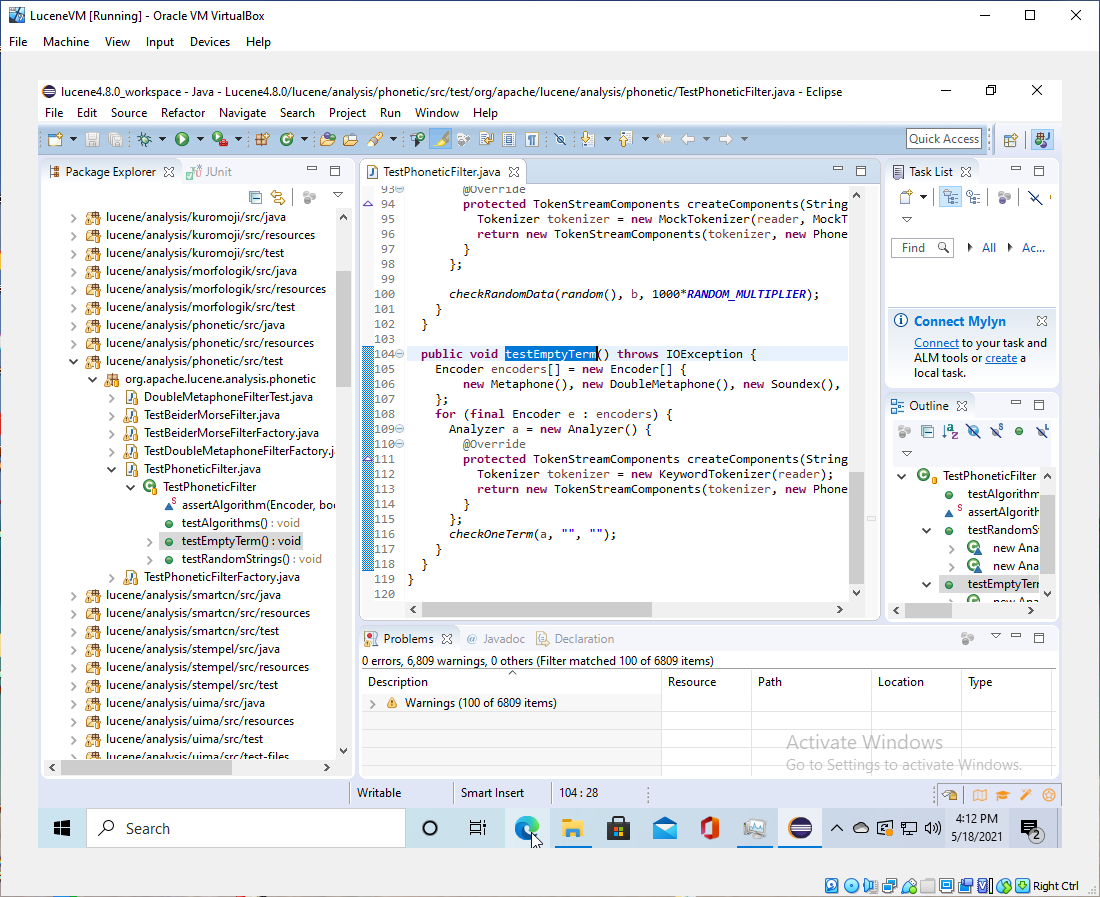 LuceneVM [Running] - Oracle VM VirtualBox
File Machine View Input Devices Help
lucene4.8.0_workspace - Java - Lucene4.8.0/lucene/analysis/phonetic/src/test/org/apache/lucene/analysis/phonetic/TestPhoneticFilter.java - Eclipse
File Edit Source Refactor Navigate Search Project Run Window Help
Quick Access
Package Explorer JUnit
lucene/analysis/kuromoji/src/java
lucene/analysis/kuromoji/src/resources
lucene/analysis/kuromoji/src/test
lucene/analysis/morfologik/src/java
lucene/analysis/morfologik/src/resources
lucene/analysis/morfologik/src/test
lucene/analysis/phonetic/src/java
lucene/analysis/phonetic/src/resources
lucene/analysis/phonetic/src/test
org.apache.lucene.analysis.phonetic
DoubleMetaphoneFilterTest.java
TestBeiderMorseFilter.java
TestBeiderMorseFilterFactory.java
TestDoubleMetaphoneFilterFactory.j
TestPhoneticFilter.java
TestPhoneticFilter
assertAlgorithm(Encoder, boo
testAlgorithms() : void
testEmptyTerm() : void
testRandomStrings() : void
TestPhoneticFilterFactory.java
lucene/analysis/smartcn/src/java
lucene/analysis/smartcn/src/resources
lucene/analysis/smartcn/src/test
lucene/analysis/stempel/src/java
lucene/analysis/stempel/src/resources
lucene/analysis/stempel/src/test
lucene/analysis/uima/src/java
lucene/analysis/uima/src/resources
lucene/analysis/uima/src/test
lucene/analysis/uima/src/test-files
TestPhoneticFilter.java
93 @Override
94 protected TokenStreamComponents createComponents(String
95 Tokenizer tokenizer = new MockTokenizer(reader, MockT
96 return new TokenStreamComponents(tokenizer, new Phone
97 }
98 };
99
100 checkRandomData(random(), b, 1000*RANDOM_MULTIPLIER);
101 }
102 }
103
104 public void testEmptyTerm() throws IOException {
105 Encoder encoders[] = new Encoder[] {
106 new Metaphone(), new DoubleMetaphone(), new Soundex(),
107 };
108 for (final Encoder e : encoders) {
109 Analyzer a = new Analyzer() {
110 @Override
111 protected TokenStreamComponents createComponents(String
112 Tokenizer tokenizer = new KeywordTokenizer(reader);
113 return new TokenStreamComponents(tokenizer, new Phone
114 }
115 };
116 checkOneTerm(a, "", "");
117 }
118 }
119 }
120
Task List
Find All Ac...
Connect Mylyn
Connect to your task and
ALM tools or create a
local task.
Outline
TestPhoneticFilter
testAlgorithm
assertAlgorith
testRandomS
new Ana
new Ana
testEmptyTer
new Ana
Problems Javadoc Declaration
0 errors, 6,809 warnings, 0 others (Filter matched 100 of 6809 items)
Description Resource Path Location Type
Warnings (100 of 6809 items)
Activate Windows
Go to Settings to activate Windows.
Writable Smart Insert 104 : 28
Search
4:12 PM
5/18/2021
2
Right Ctrl